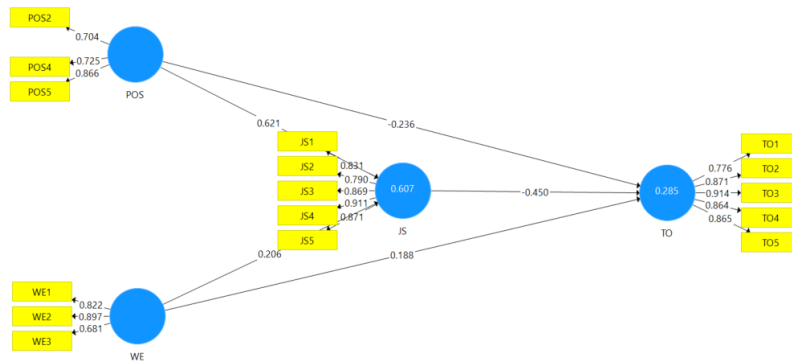 POS2
0.704
POS4
0.725
0.866
POS5
POS
0.621
-0.236
JS1
0.831
JS2
0.790
JS3
0.869
0.607
JS4
0.911
JS5
0.871
JS
-0.450
0.285
TO
0.776
TO1
0.871
TO2
0.914
TO3
0.864
TO4
0.865
TO5
0.206
0.188
WE1
0.822
WE2
0.897
0.681
WE3
WE